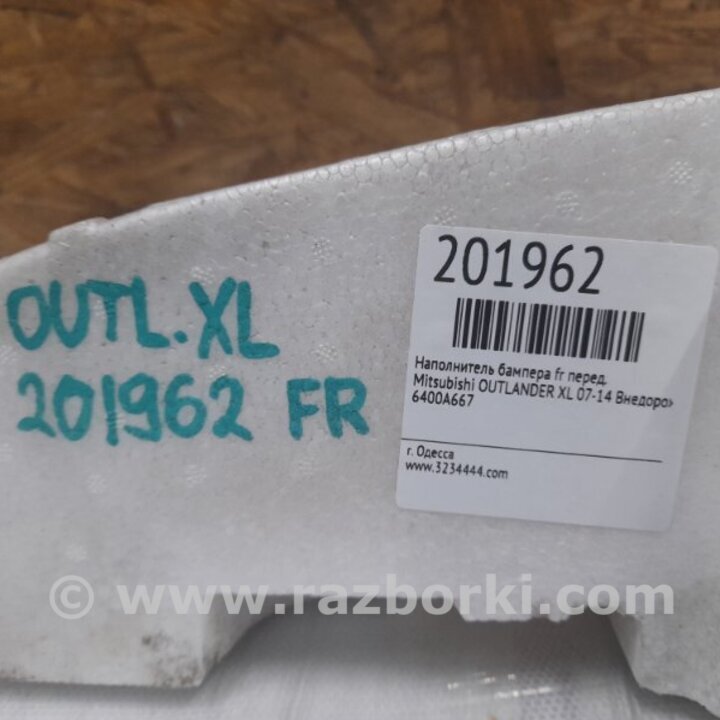 OUTL.XL
201962 FR
201962
Наполнитель бампера fr перед.
Mitsubishi OUTLANDER XL 07-14 Внедоро»
6400A667
г. Одесса
www.3234444.com
© www.razborki.com